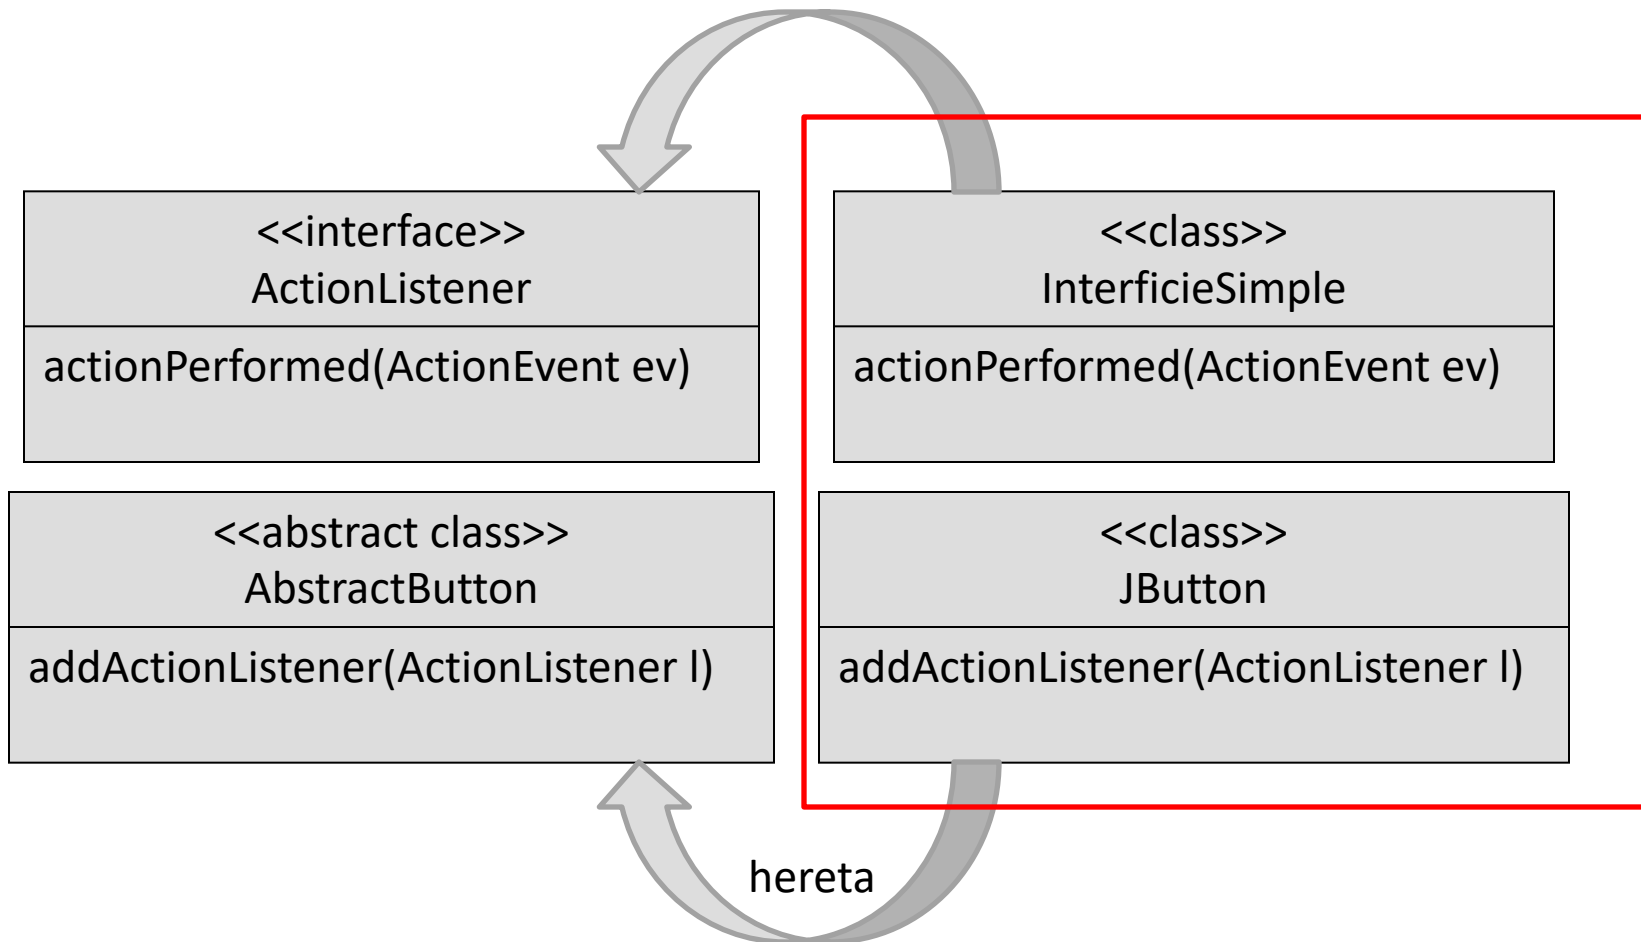 <<interface>>
ActionListener
actionPerformed(ActionEvent ev)
<<class>>
InterficieSimple
actionPerformed(ActionEvent ev)
<<abstract class>>
AbstractButton
addActionListener(ActionListener l)
<<class>>
JButton
addActionListener(ActionListener l)
hereta